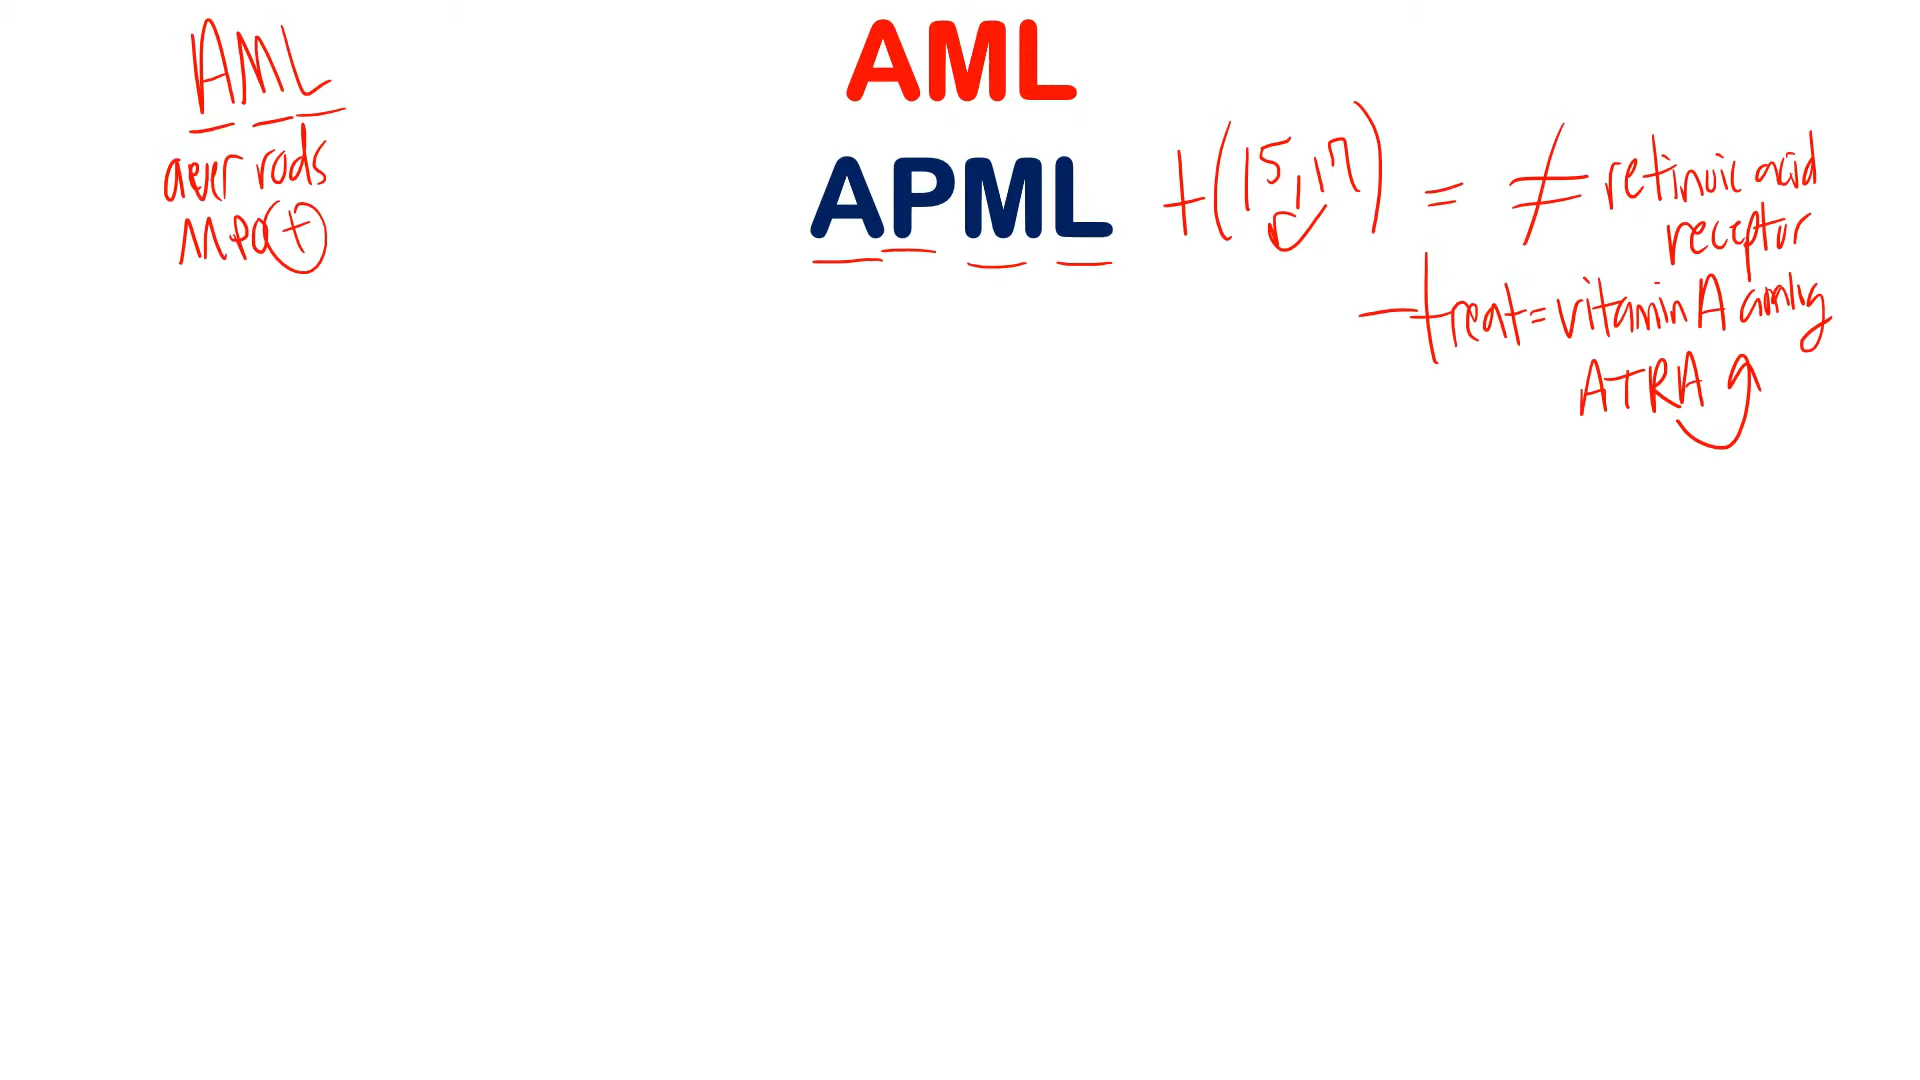 AML
auer rods
MPO (+)
AML
APML
t(15,17) = ≠ retinoic acid
receptor
- treat = vitamin A analog
ATRA